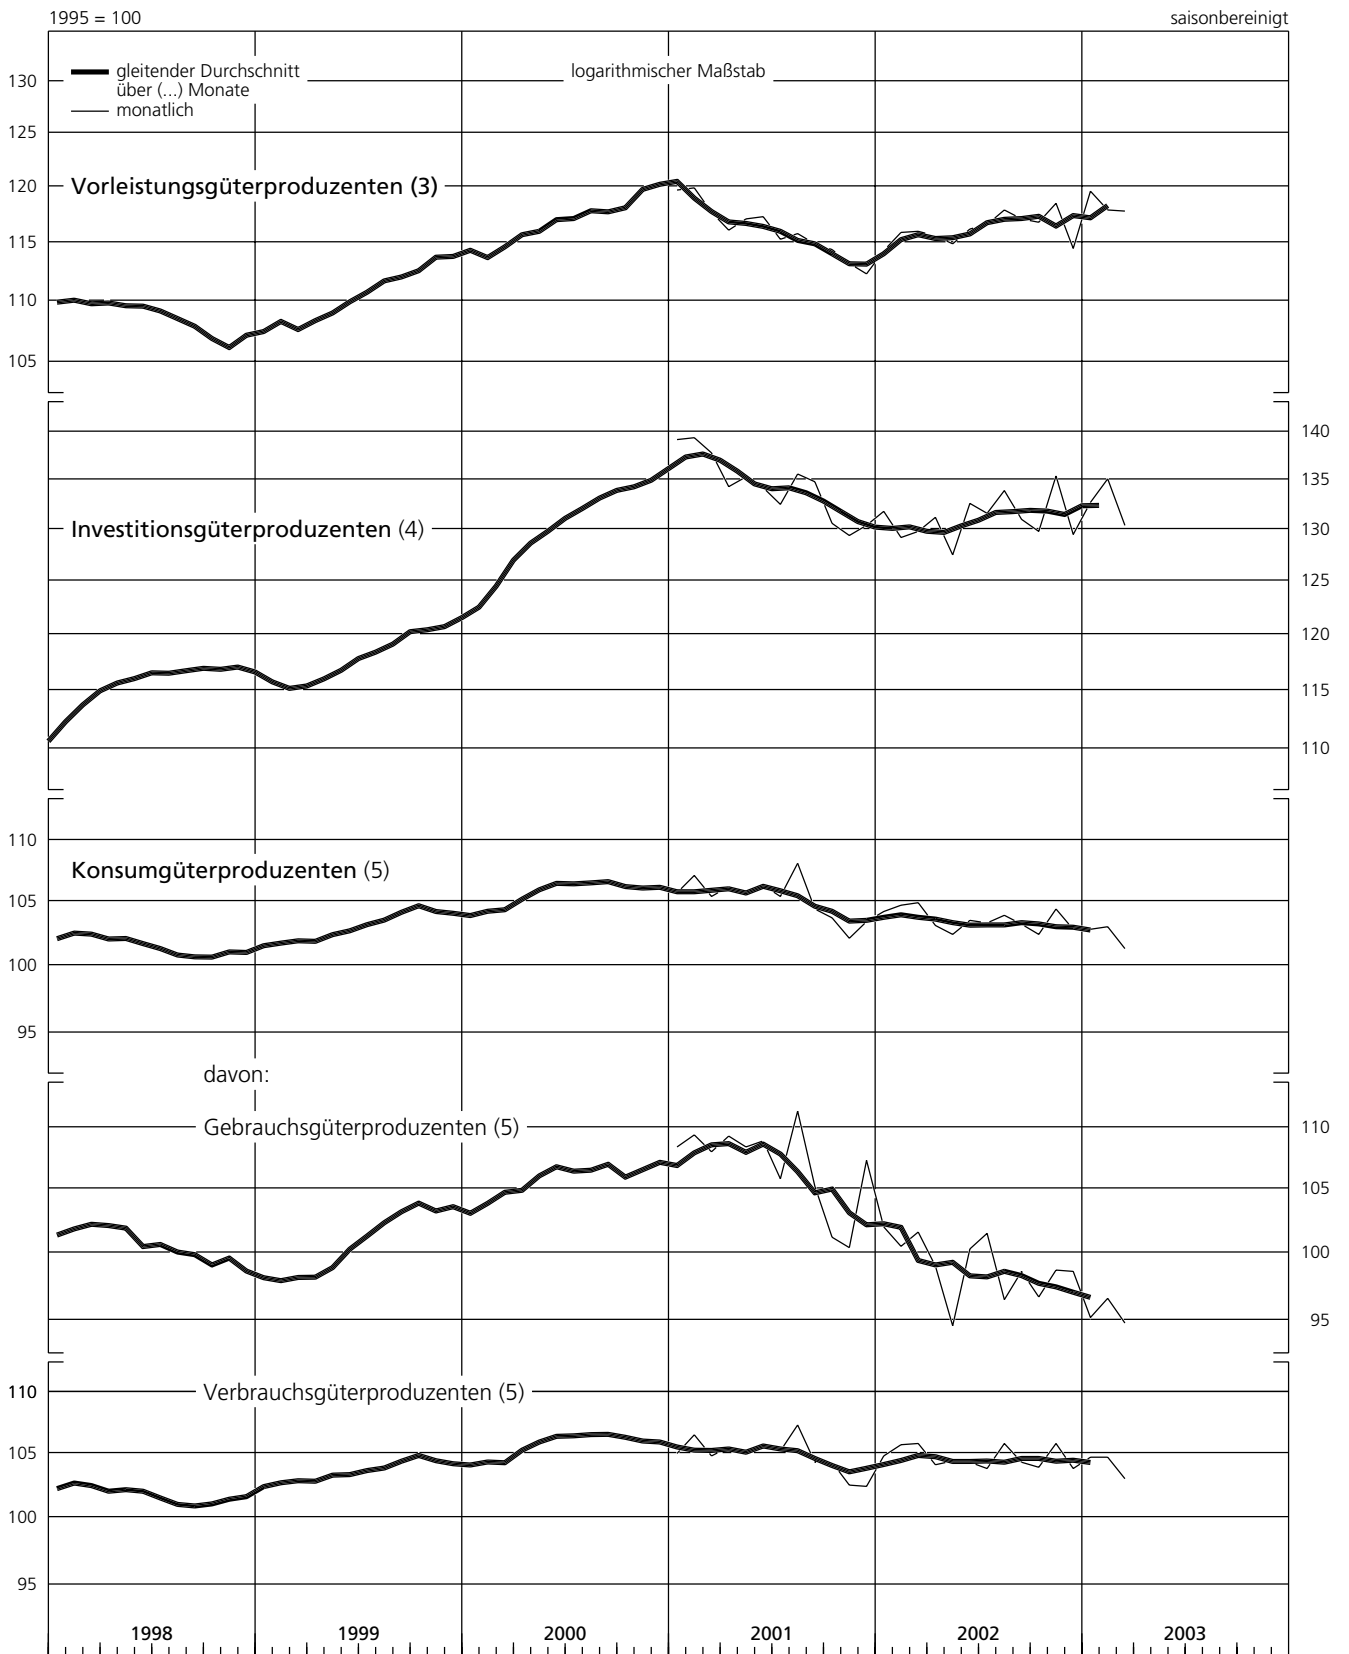 1995 = 100
saisonbereinigt
gleitender Durchschnitt
über (...) Monate
monatlich
logarithmischer Maßstab
130
125
120
115
110
105
Vorleistungsgüterproduzenten (3)
140
135
130
125
120
115
110
Investitionsgüterproduzenten (4)
110
105
100
95
Konsumgüterproduzenten (5)
davon:
Gebrauchsgüterproduzenten (5)
110
105
100
95
Verbrauchsgüterproduzenten (5)
110
105
100
95
1998 1999 2000 2001 2002 2003